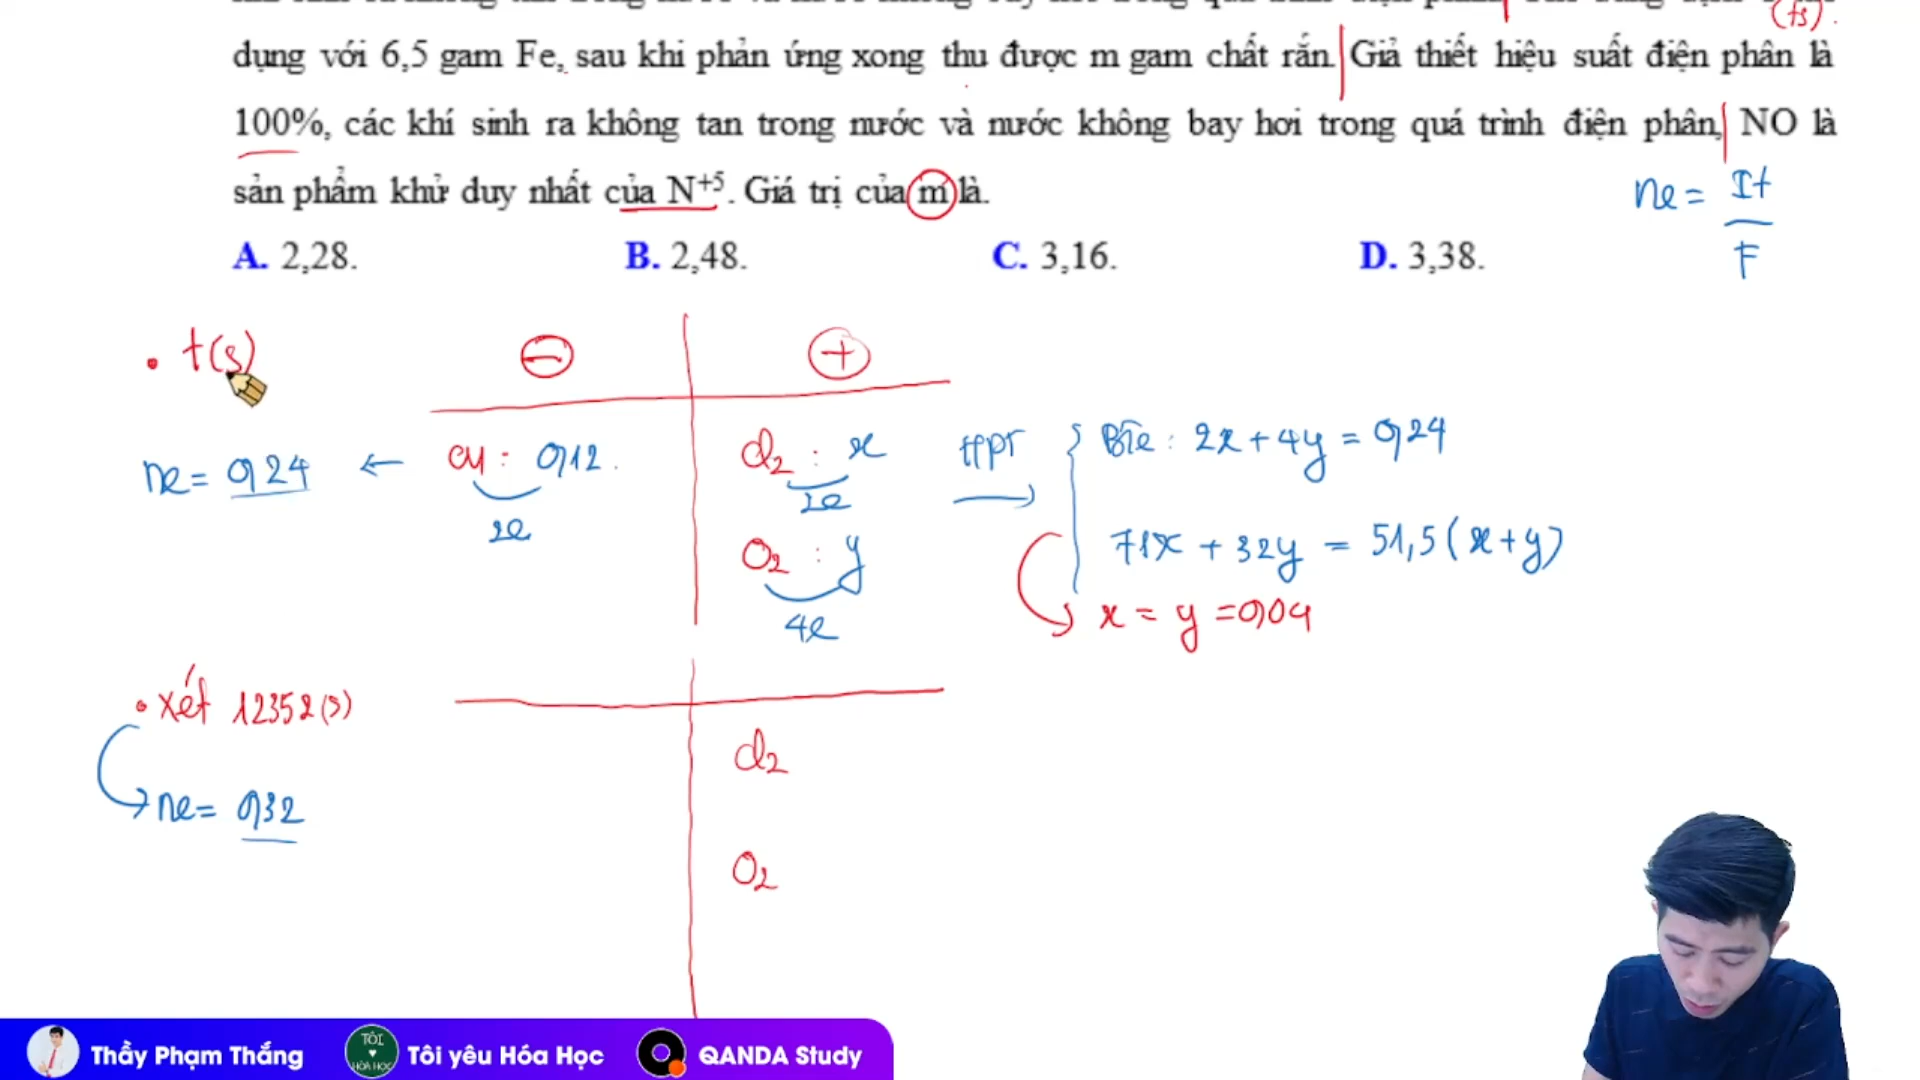 (ts).
dụng với 6,5 gam Fe, sau khi phản ứng xong thu được m gam chất rắn. Giả thiết hiệu suất điện phân là
100%, các khí sinh ra không tan trong nước và nước không bay hơi trong quá trình điện phân, NO là
sản phẩm khử duy nhất của N+5. Giá trị của m là.
ne = It/F
A. 2,28. B. 2,48. C. 3,16. D. 3,38.
• t(s) − +
ne = 0,24 ← Cu : 0,12. Cl2 : x HPT Bte : 2x + 4y = 0,24
2e 2e
O2 : y 71x + 32y = 51,5(x+y)
4e x = y = 0,04
• xét 12352(s)
Cl2
ne = 0,32
O2
Thầy Phạm Thắng TÔI ♥ HÓA HỌC Tôi yêu Hóa Học QANDA Study